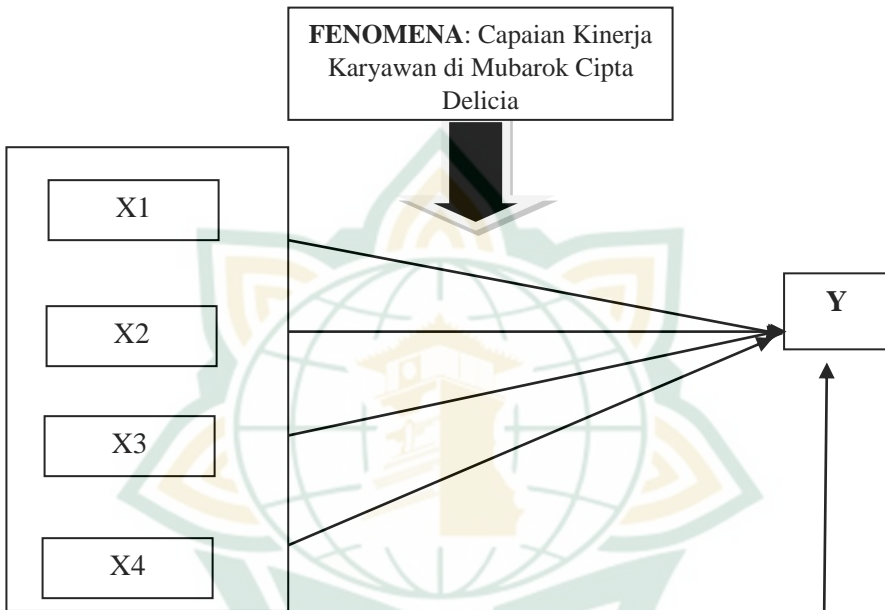 FENOMENA: Capaian Kinerja
Karyawan di Mubarok Cipta
Delicia
X1
X2
X3
X4
Y